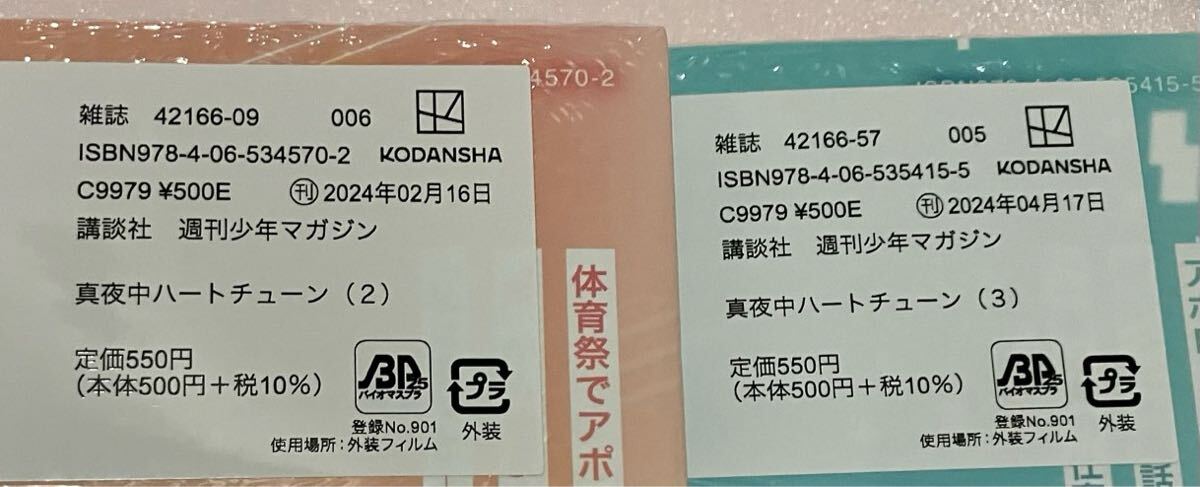 4570-2
雑誌 42166-09 006
ISBN978-4-06-534570-2 KODANSHA
C9979 ¥500E ㊞刊 2024年02月16日
講談社 週刊少年マガジン
真夜中ハートチューン(2)
定価550円
(本体500円+税10%)
BP25
バイオマスプラ
登録No.901
使用場所:外装フィルム
プラ
外装
体育祭でアポ
5415-5
雑誌 42166-57 005
ISBN978-4-06-535415-5 KODANSHA
C9979 ¥500E 刊 2024年04月17日
講談社 週刊少年マガジン
真夜中ハートチューン(3)
定価550円
(本体500円+税10%)
バイオマスプラ
登録No.901
使用場所:外装フィルム
プラ
外装